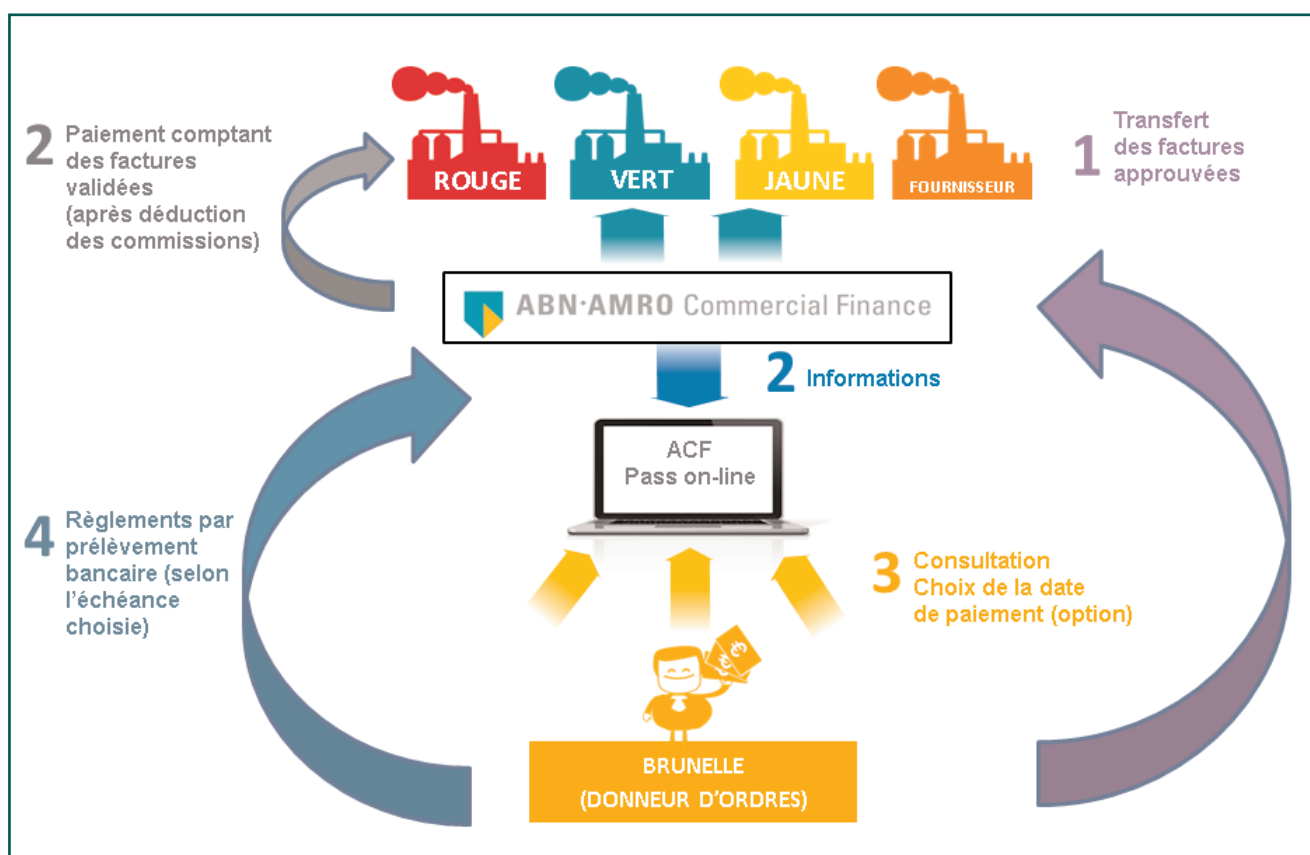 ROUGE
VERT
JAUNE
FOURNISSEUR
2
Paiement comptant
des factures
validées
(après déduction
des commissions)
1
Transfert
des factures
approuvées
ABN·AMRO Commercial Finance
2
Informations
ACF
Pass on-line
4
Règlements par
prélèvement
bancaire (selon
l’échéance
choisie)
3
Consultation
Choix de la date
de paiement (option)
€
€
BRUNELLE
(DONNEUR D’ORDRES)